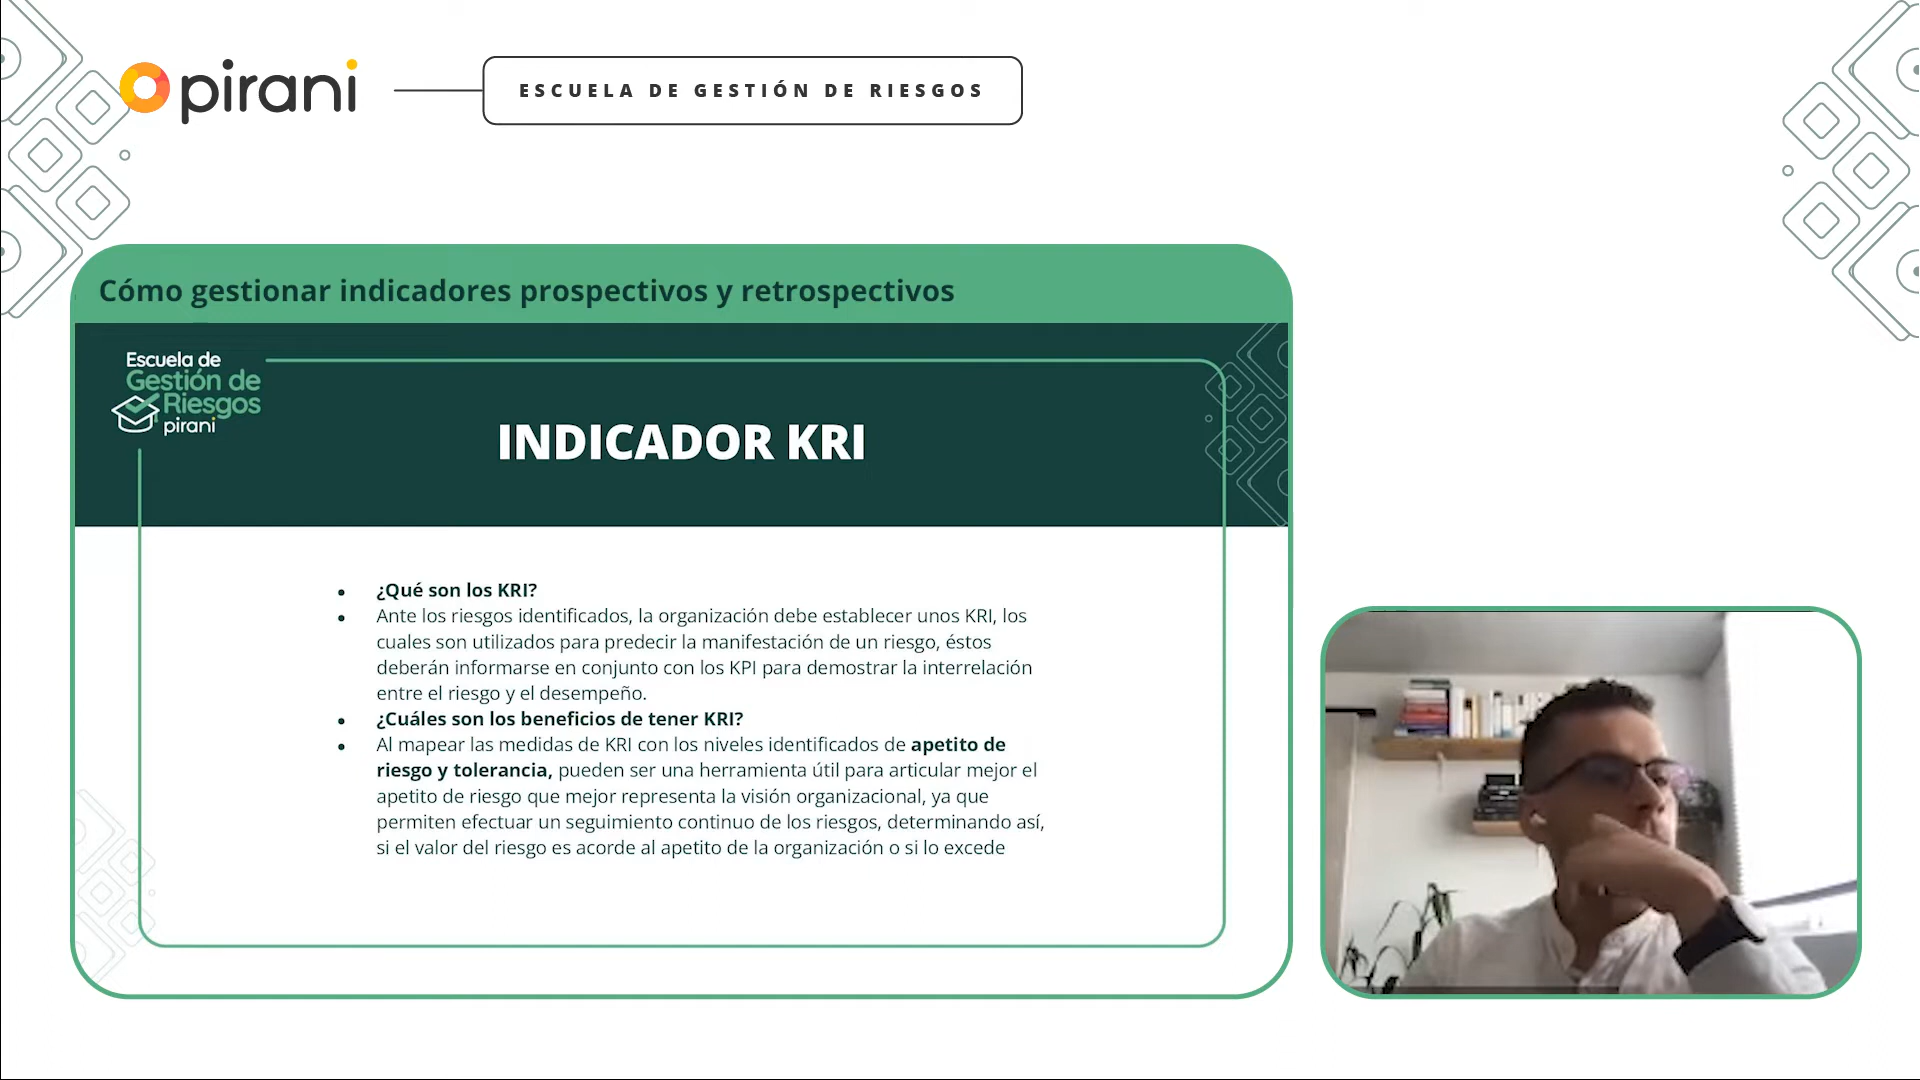 pirani
ESCUELA DE GESTIÓN DE RIESGOS
Cómo gestionar indicadores prospectivos y retrospectivos
Escuela de
Gestión de
Riesgos
pirani
INDICADOR KRI
• ¿Qué son los KRI?
• Ante los riesgos identificados, la organización debe establecer unos KRI, los
cuales son utilizados para predecir la manifestación de un riesgo, éstos
deberán informarse en conjunto con los KPI para demostrar la interrelación
entre el riesgo y el desempeño.
• ¿Cuáles son los beneficios de tener KRI?
• Al mapear las medidas de KRI con los niveles identificados de apetito de
riesgo y tolerancia, pueden ser una herramienta útil para articular mejor el
apetito de riesgo que mejor representa la visión organizacional, ya que
permiten efectuar un seguimiento continuo de los riesgos, determinando así,
si el valor del riesgo es acorde al apetito de la organización o si lo excede